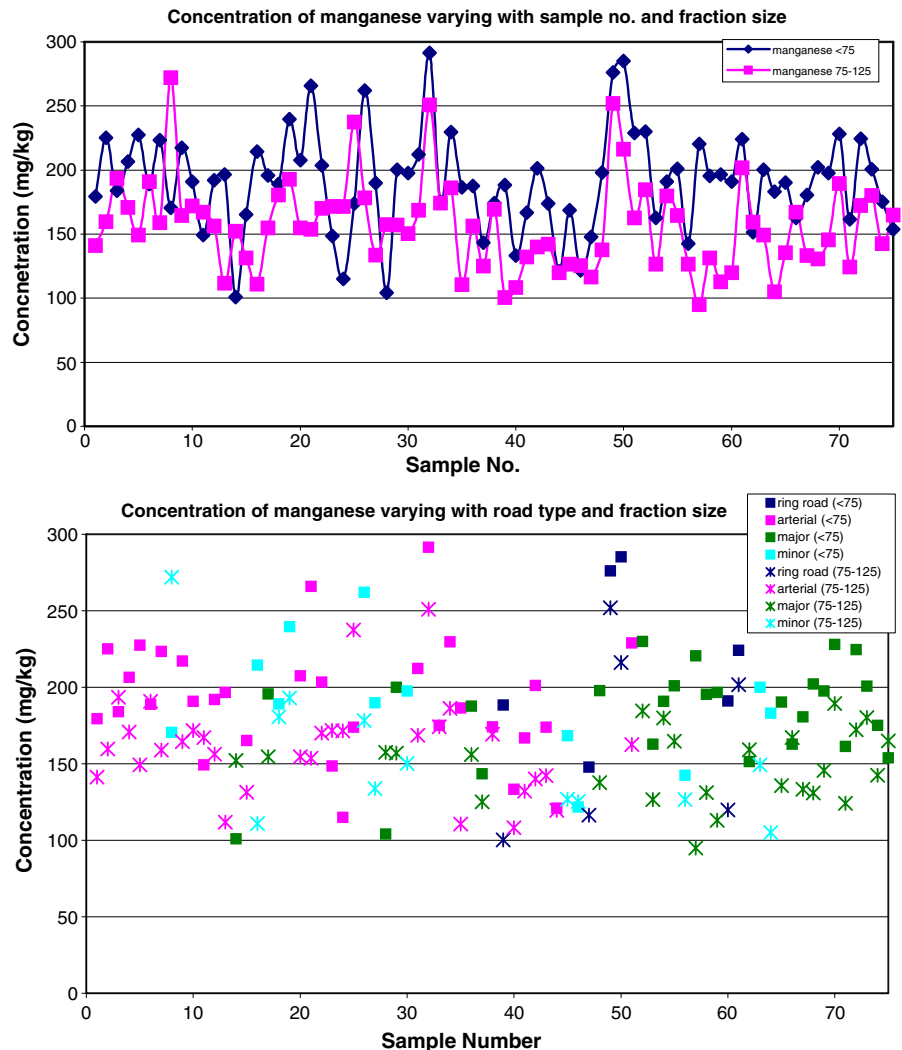 Concentration of manganese varying with sample no. and fraction size
300
250
200
150
100
50
0
Concnetration (mg/kg)
manganese <75
manganese 75-125
0 10 20 30 40 50 60 70
Sample No.
Concentration of manganese varying with road type and fraction size
ring road (<75)
arterial (<75)
major (<75)
minor (<75)
ring road (75-125)
arterial (75-125)
major (75-125)
minor (75-125)
300
250
200
150
100
50
0
Concentration (mg/kg)
0 10 20 30 40 50 60 70
Sample Number